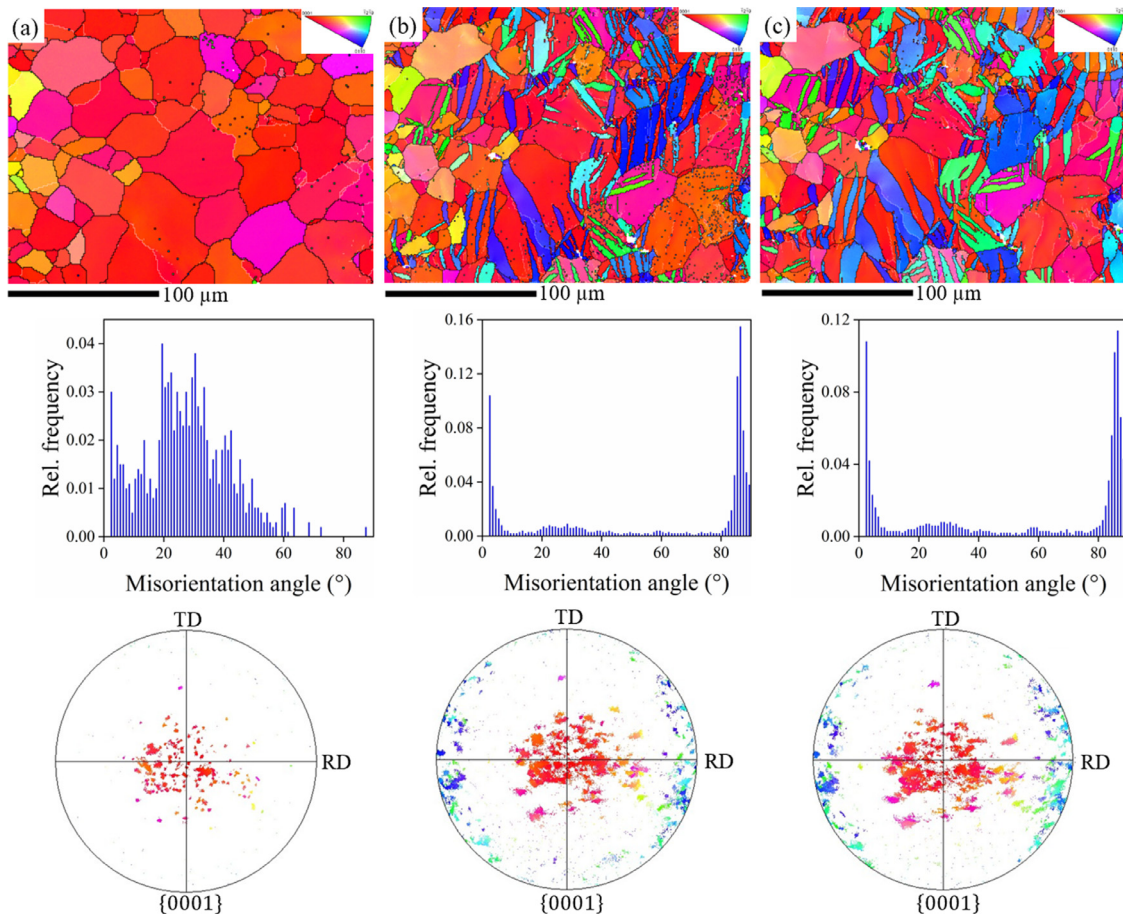 (a)
0001
(b)
0001
(c)
0001
100 µm
100 µm
100 µm
Rel. frequency
0.04
0.03
0.02
0.01
0.00
0 20 40 60 80
Misorientation angle (°)
Rel. frequency
0.16
0.12
0.08
0.04
0.00
0 20 40 60 80
Misorientation angle (°)
Rel. frequency
0.12
0.08
0.04
0.00
0 20 40 60 80
Misorientation angle (°)
TD
RD
{0001}
TD
RD
{0001}
TD
RD
{0001}